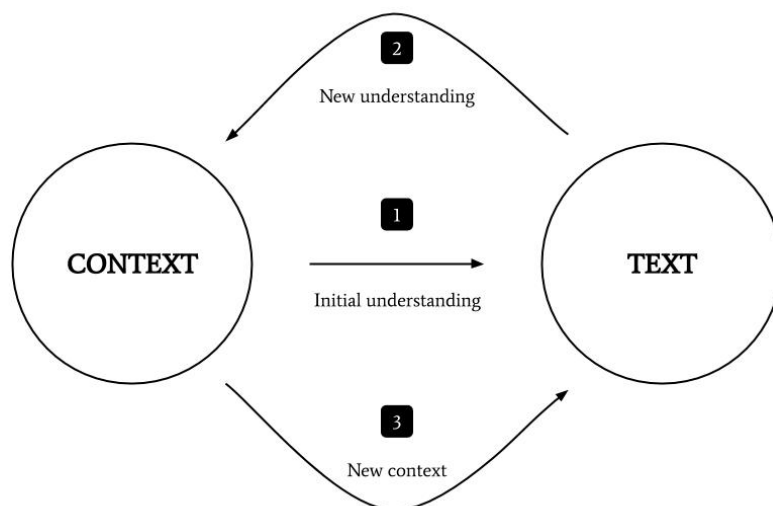 2
New understanding
1
CONTEXT
TEXT
Initial understanding
3
New context